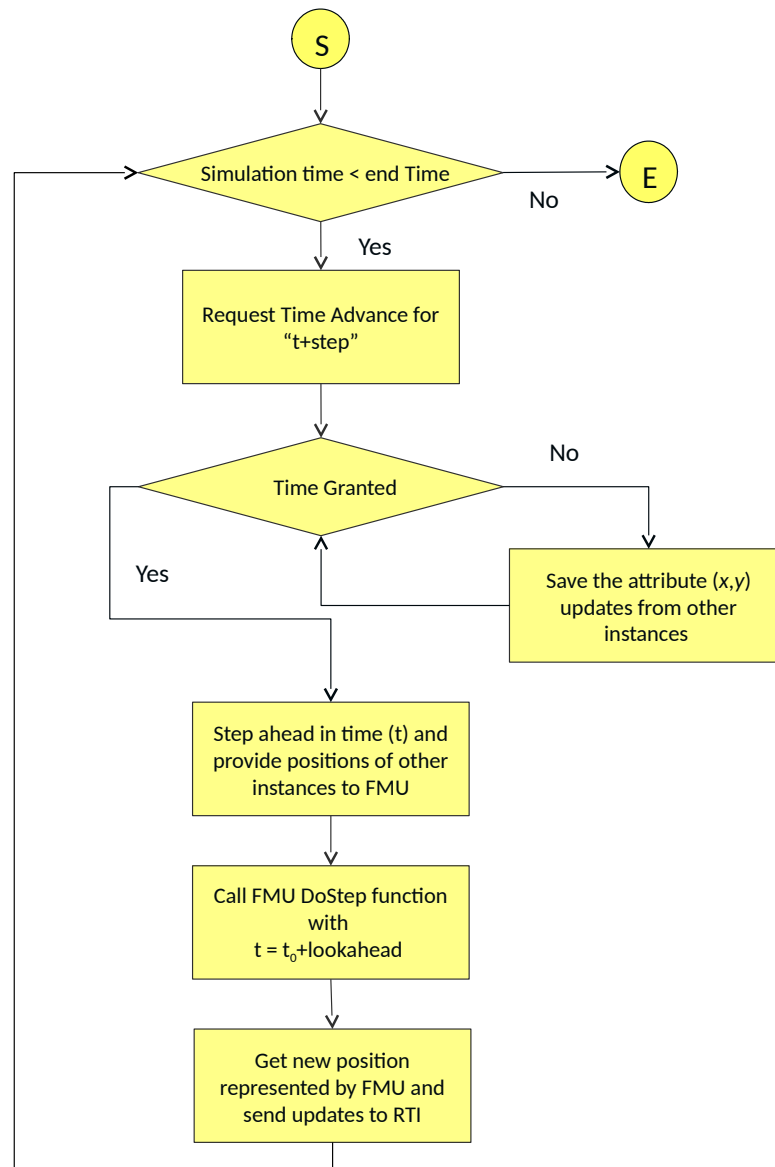 S
Simulation time < end Time
E
No
Yes
Request Time Advance for
“t+step”
No
Time Granted
Yes
Save the attribute (x,y)
updates from other
instances
Step ahead in time (t) and
provide positions of other
instances to FMU
Call FMU DoStep function
with
t = t₀+lookahead
Get new position
represented by FMU and
send updates to RTI